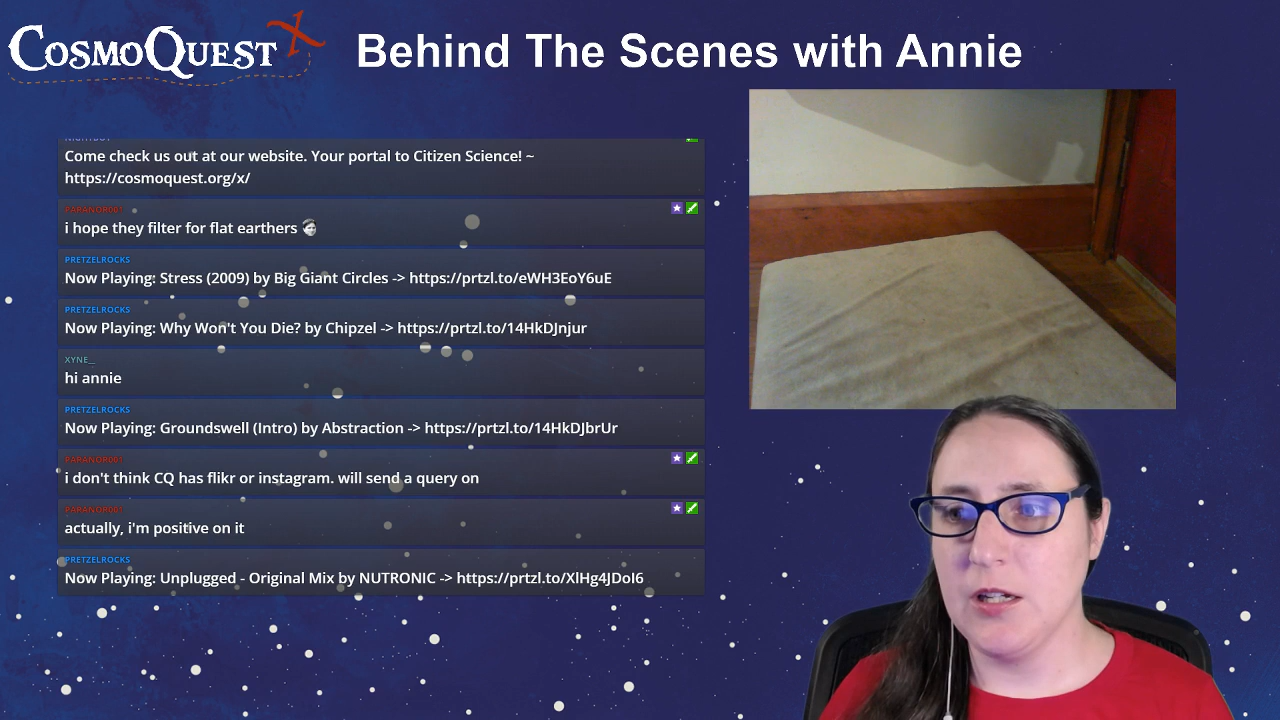 CosmoQuest X
Behind The Scenes with Annie
Come check us out at our website. Your portal to Citizen Science! ~
https://cosmoquest.org/x/
PARANOR001
i hope they filter for flat earthers
PRETZELROCKS
Now Playing: Stress (2009) by Big Giant Circles -> https://prtzl.to/eWH3EoY6uE
PRETZELROCKS
Now Playing: Why Won't You Die? by Chipzel -> https://prtzl.to/14HkDJnjur
XYNE__
hi annie
PRETZELROCKS
Now Playing: Groundswell (Intro) by Abstraction -> https://prtzl.to/14HkDJbrUr
PARANOR001
i don't think CQ has flikr or instagram. will send a query on
PARANOR001
actually, i'm positive on it
PRETZELROCKS
Now Playing: Unplugged - Original Mix by NUTRONIC -> https://prtzl.to/XlHg4JDoI6